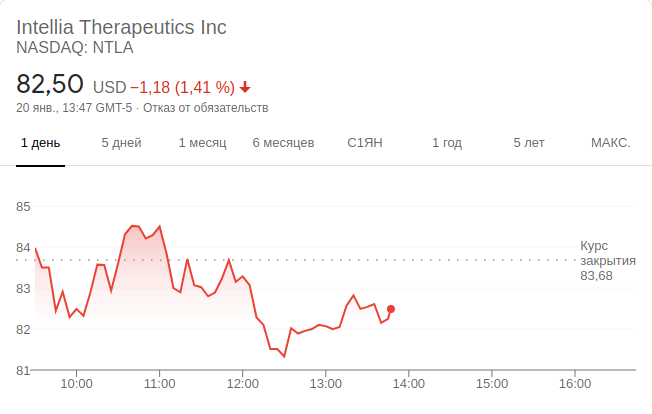 Intellia Therapeutics Inc
NASDAQ: NTLA
82,50 USD −1,18 (1,41 %)
20 янв., 13:47 GMT-5 · Отказ от обязательств
1 день 5 дней 1 месяц 6 месяцев С1ЯН 1 год 5 лет МАКС.
85
84
83
82
81
Курс
закрытия
83,68
10:00 11:00 12:00 13:00 14:00 15:00 16:00